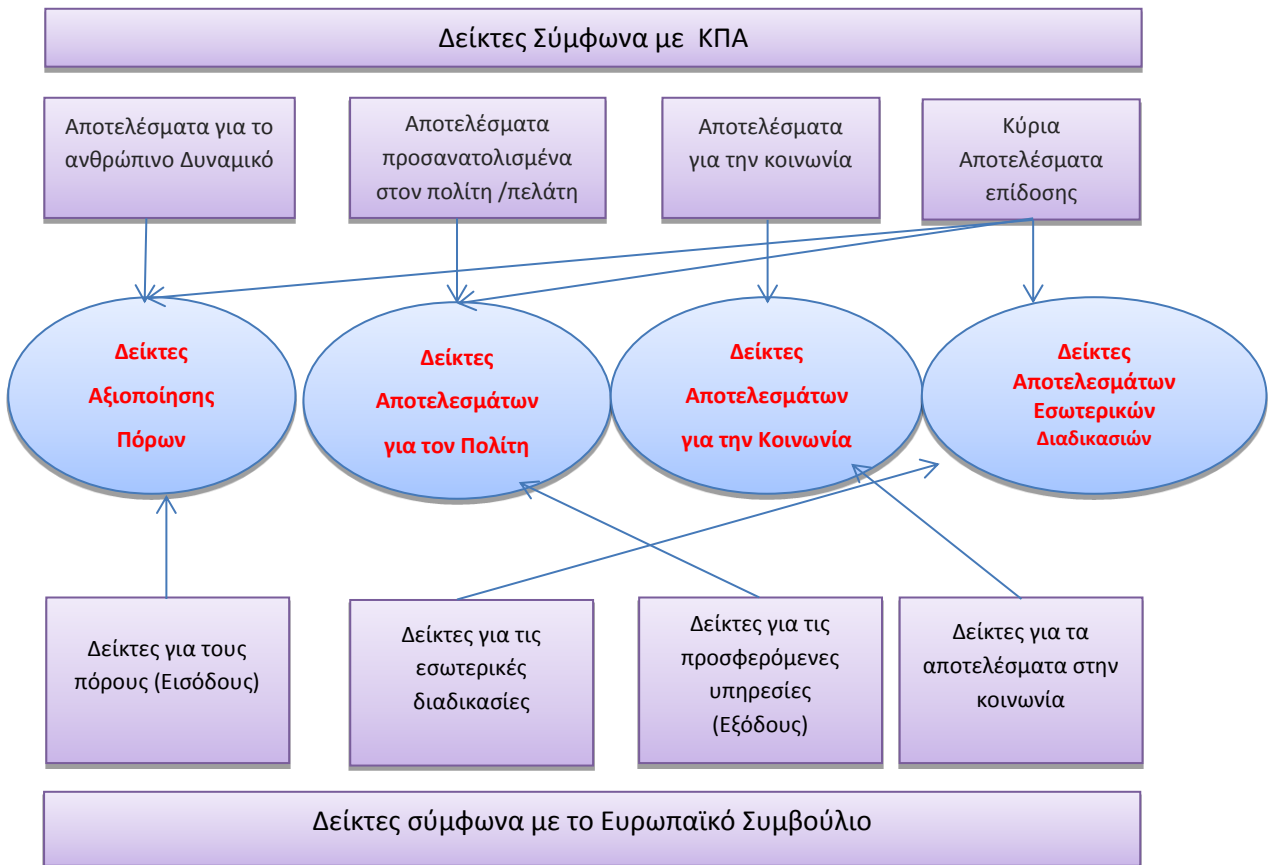 Δείκτες Σύμφωνα με ΚΠΑ
Αποτελέσματα για το
ανθρώπινο Δυναμικό
Αποτελέσματα
προσανατολισμένα
στον πολίτη /πελάτη
Αποτελέσματα
για την κοινωνία
Κύρια
Αποτελέσματα
επίδοσης
Δείκτες
Αξιοποίησης
Πόρων
Δείκτες
Αποτελεσμάτων
για τον Πολίτη
Δείκτες
Αποτελεσμάτων
για την Κοινωνία
Δείκτες
Αποτελεσμάτων
Εσωτερικών
Διαδικασιών
Δείκτες για τους
πόρους (Εισόδους)
Δείκτες για τις
εσωτερικές
διαδικασίες
Δείκτες για τις
προσφερόμενες
υπηρεσίες
(Εξόδους)
Δείκτες για τα
αποτελέσματα στην
κοινωνία
Δείκτες σύμφωνα με το Ευρωπαϊκό Συμβούλιο